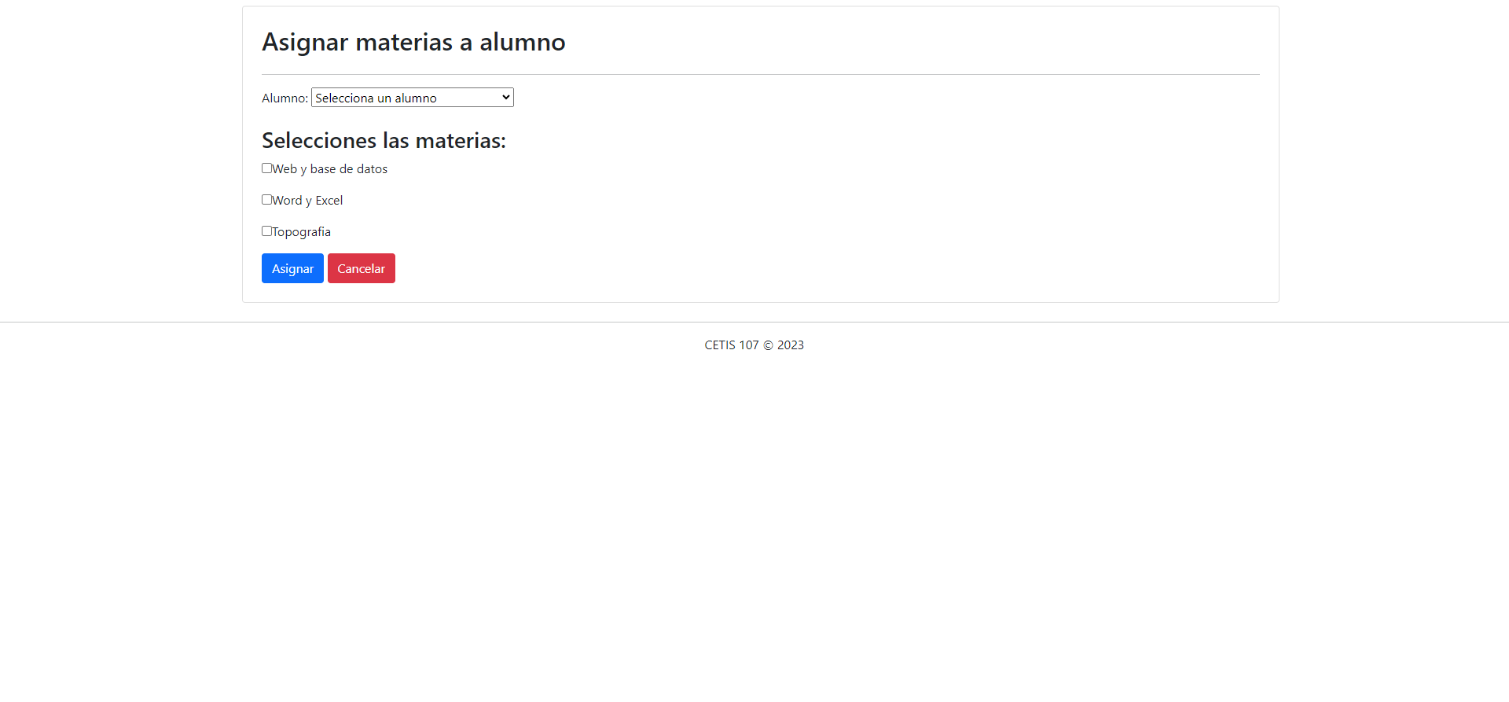 Asignar materias a alumno
Alumno: Selecciona un alumno
Selecciones las materias:
Web y base de datos
Word y Excel
Topografia
Asignar Cancelar
CETIS 107 © 2023